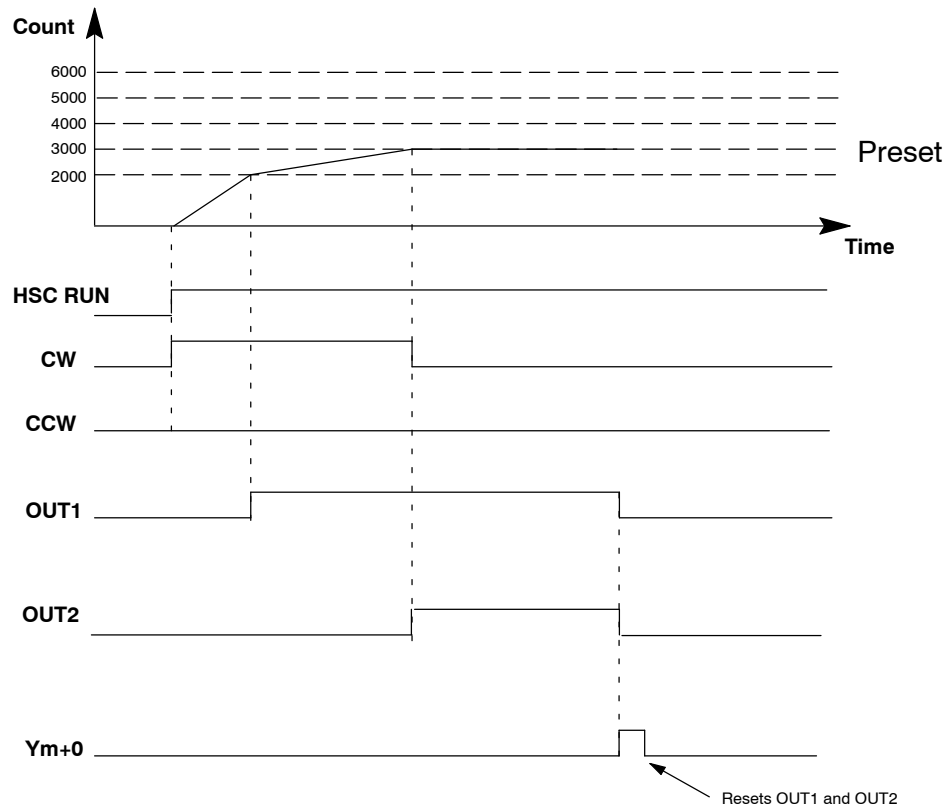 Count
6000
5000
4000
3000
Preset
2000
Time
HSC RUN
CW
CCW
OUT1
OUT2
Ym+0
Resets OUT1 and OUT2